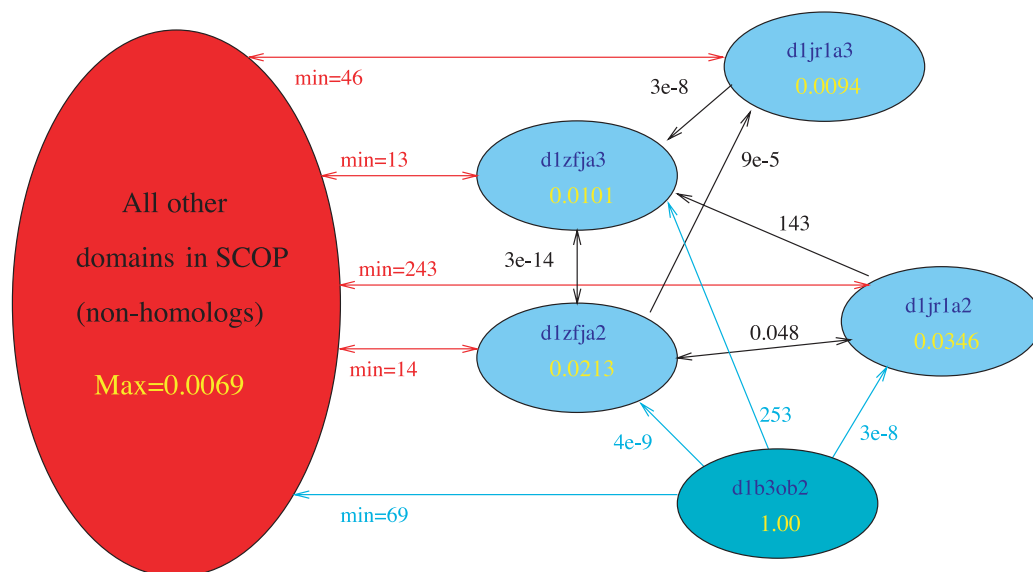 d1jr1a3
0.0094
min=46
3e-8
min=13
d1zfja3
0.0101
9e-5
All other
domains in SCOP
(non-homologs)
Max=0.0069
143
3e-14
min=243
d1jr1a2
0.0346
d1zfja2
0.0213
0.048
min=14
253
4e-9
3e-8
d1b3ob2
1.00
min=69